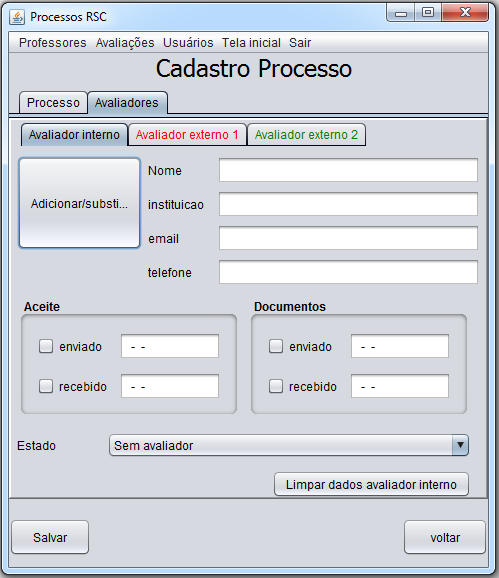 Processos RSC
Professores Avaliações Usuários Tela inicial Sair
Cadastro Processo
Processo Avaliadores
Avaliador interno Avaliador externo 1 Avaliador externo 2
Adicionar/substi...
Nome
instituicao
email
telefone
Aceite Documentos
enviado - - enviado - -
recebido - - recebido - -
Estado Sem avaliador
Limpar dados avaliador interno
Salvar voltar